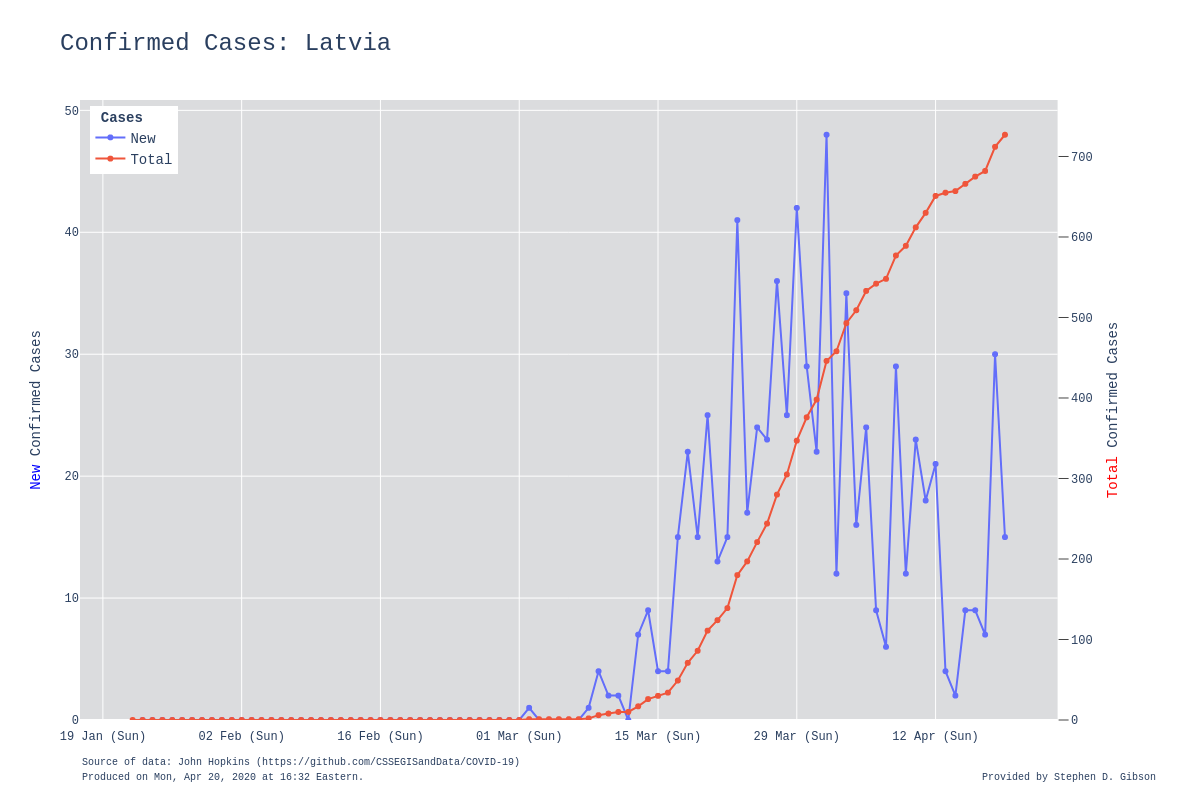 Confirmed Cases: Latvia
Cases
New
Total
50
40
30
20
10
0
700
600
500
400
300
200
100
0
New Confirmed Cases
Total Confirmed Cases
19 Jan (Sun)
02 Feb (Sun)
16 Feb (Sun)
01 Mar (Sun)
15 Mar (Sun)
29 Mar (Sun)
12 Apr (Sun)
Source of data: John Hopkins (https://github.com/CSSEGISandData/COVID-19)
Produced on Mon, Apr 20, 2020 at 16:32 Eastern.
Provided by Stephen D. Gibson